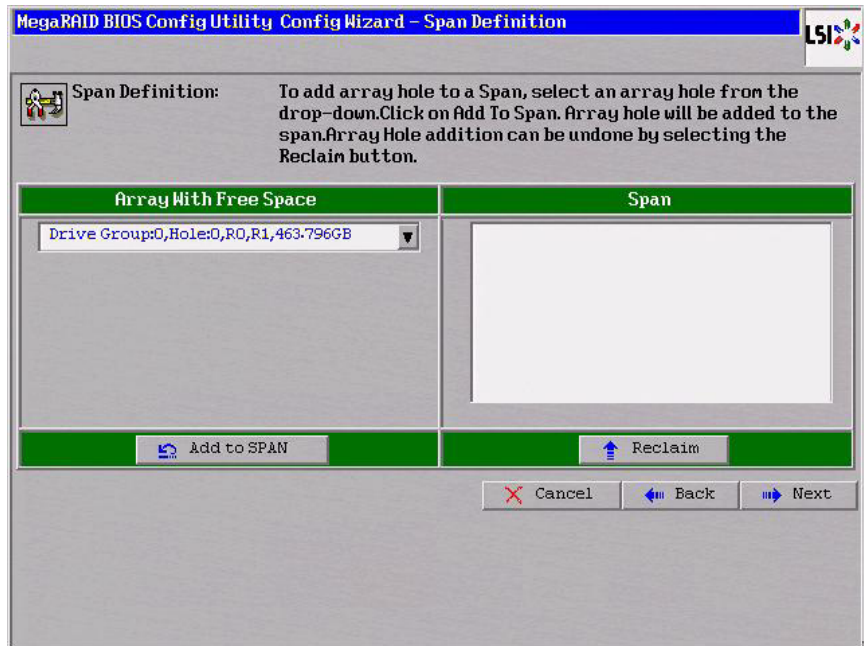 MegaRAID BIOS Config Utility Config Wizard – Span Definition
LSI
Span Definition:
To add array hole to a Span, select an array hole from the
drop-down.Click on Add To Span. Array hole will be added to the
span.Array Hole addition can be undone by selecting the
Reclaim button.
Array With Free Space
Span
Drive Group:0,Hole:0,R0,R1,463.796GB
Add to SPAN
Reclaim
Cancel
Back
Next